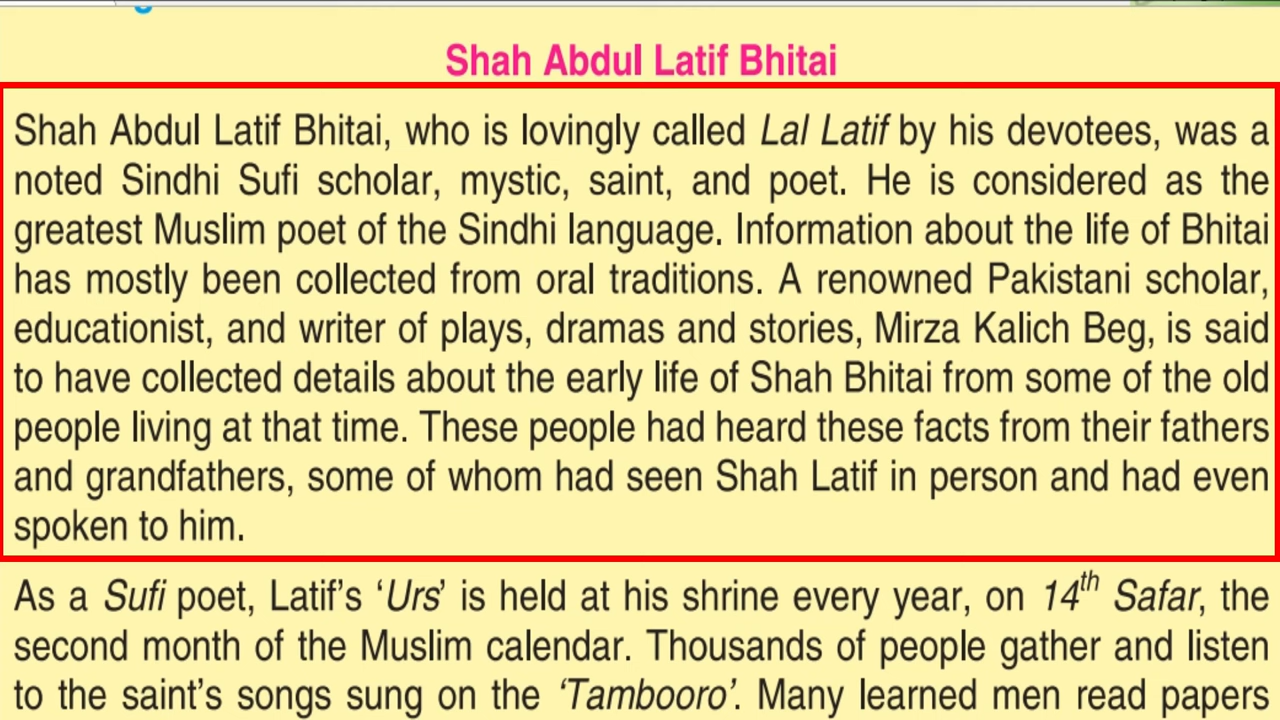 Shah Abdul Latif Bhitai
Shah Abdul Latif Bhitai, who is lovingly called Lal Latif by his devotees, was a
noted Sindhi Sufi scholar, mystic, saint, and poet. He is considered as the
greatest Muslim poet of the Sindhi language. Information about the life of Bhitai
has mostly been collected from oral traditions. A renowned Pakistani scholar,
educationist, and writer of plays, dramas and stories, Mirza Kalich Beg, is said
to have collected details about the early life of Shah Bhitai from some of the old
people living at that time. These people had heard these facts from their fathers
and grandfathers, some of whom had seen Shah Latif in person and had even
spoken to him.
As a Sufi poet, Latif’s ‘Urs’ is held at his shrine every year, on 14th Safar, the
second month of the Muslim calendar. Thousands of people gather and listen
to the saint’s songs sung on the ‘Tambooro’. Many learned men read papers